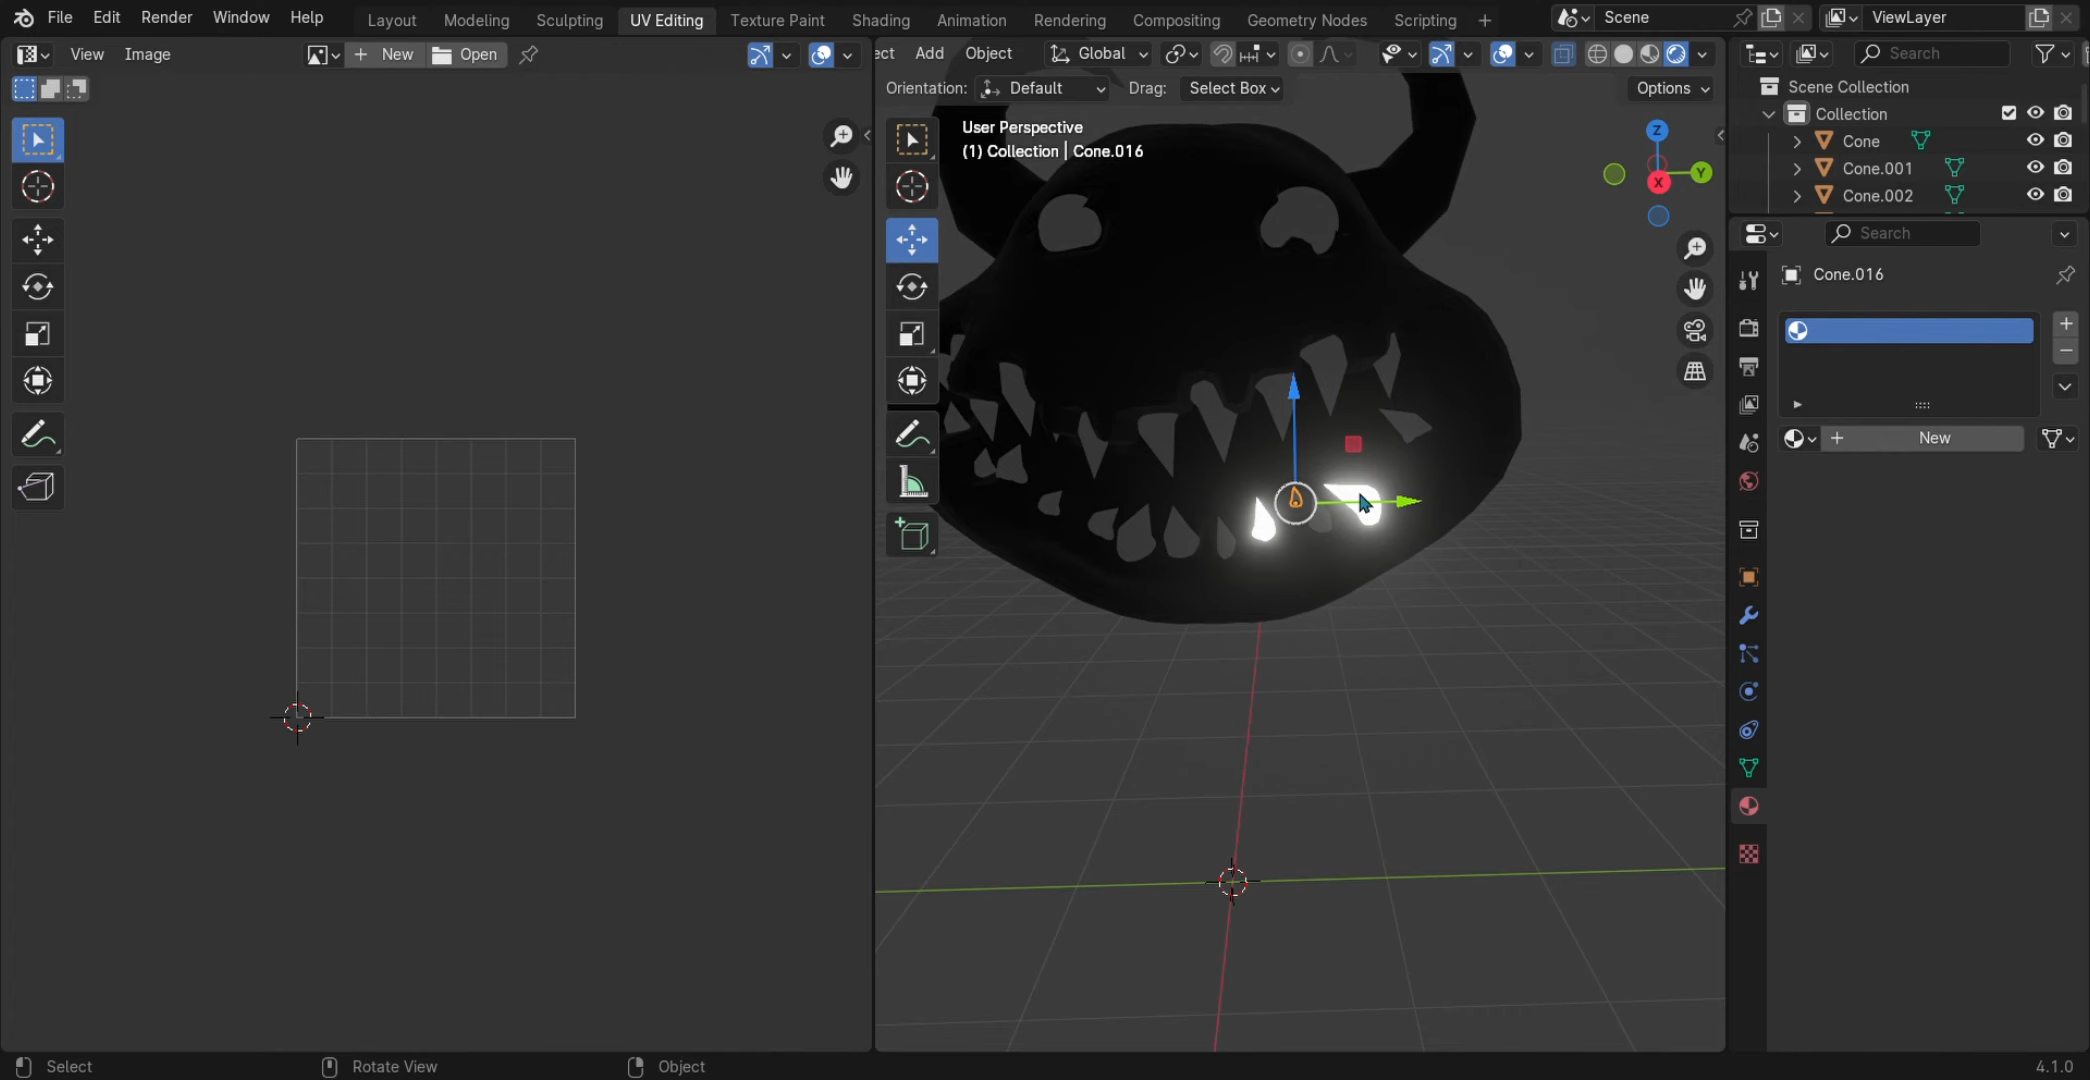 File Edit Render Window Help Layout Modeling Sculpting UV Editing Texture Paint Shading Animation Rendering Compositing Geometry Nodes Scripting + Scene ViewLayer
View Image + New Open ect Add Object Global Search
Orientation: Default Drag: Select Box Options
Scene Collection
Collection
Cone
Cone.001
Cone.002
User Perspective
(1) Collection | Cone.016
Z
Y
X
Search
Cone.016
+ New
Select Rotate View Object 4.1.0